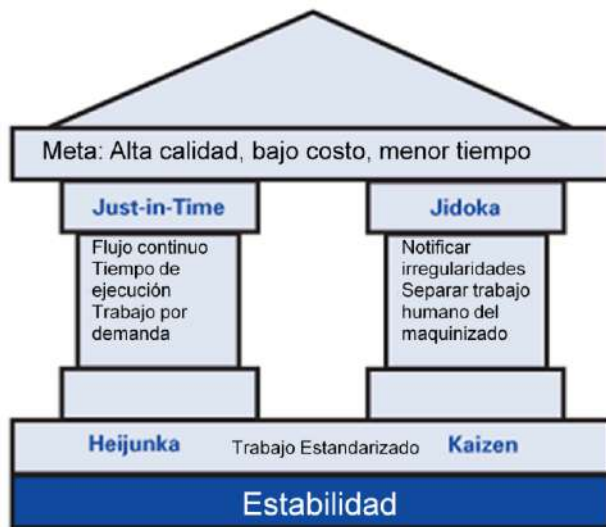 Meta: Alta calidad, bajo costo, menor tiempo
Just-in-Time
Flujo continuo
Tiempo de
ejecución
Trabajo por
demanda
Jidoka
Notificar
irregularidades
Separar trabajo
humano del
maquinizado
Heijunka Trabajo Estandarizado Kaizen
Estabilidad